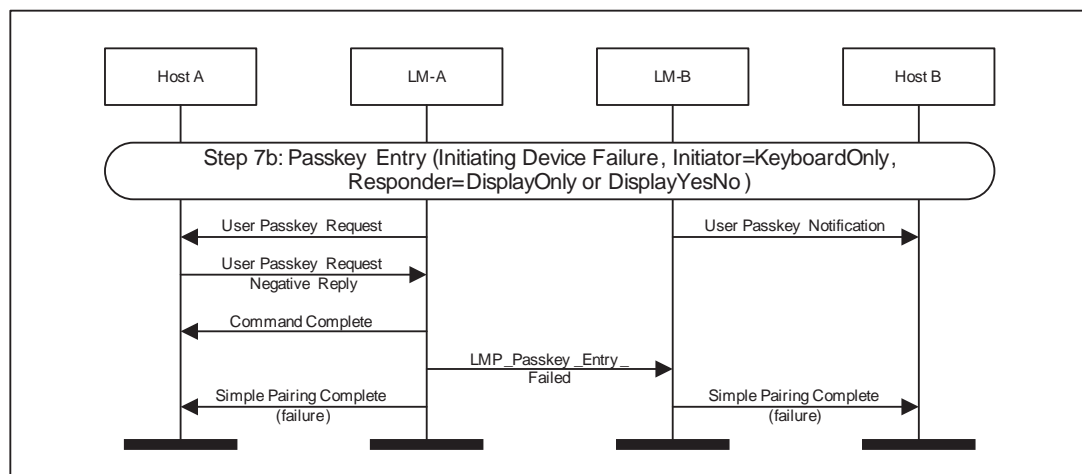 Host A
LM-A
LM-B
Host B
Step 7b: Passkey Entry (Initiating Device Failure, Initiator=KeyboardOnly,
Responder=DisplayOnly or DisplayYesNo)
User Passkey Request
User Passkey Notification
User Passkey Request
Negative Reply
Command Complete
LMP_Passkey_Entry_
Failed
Simple Pairing Complete
(failure)
Simple Pairing Complete
(failure)